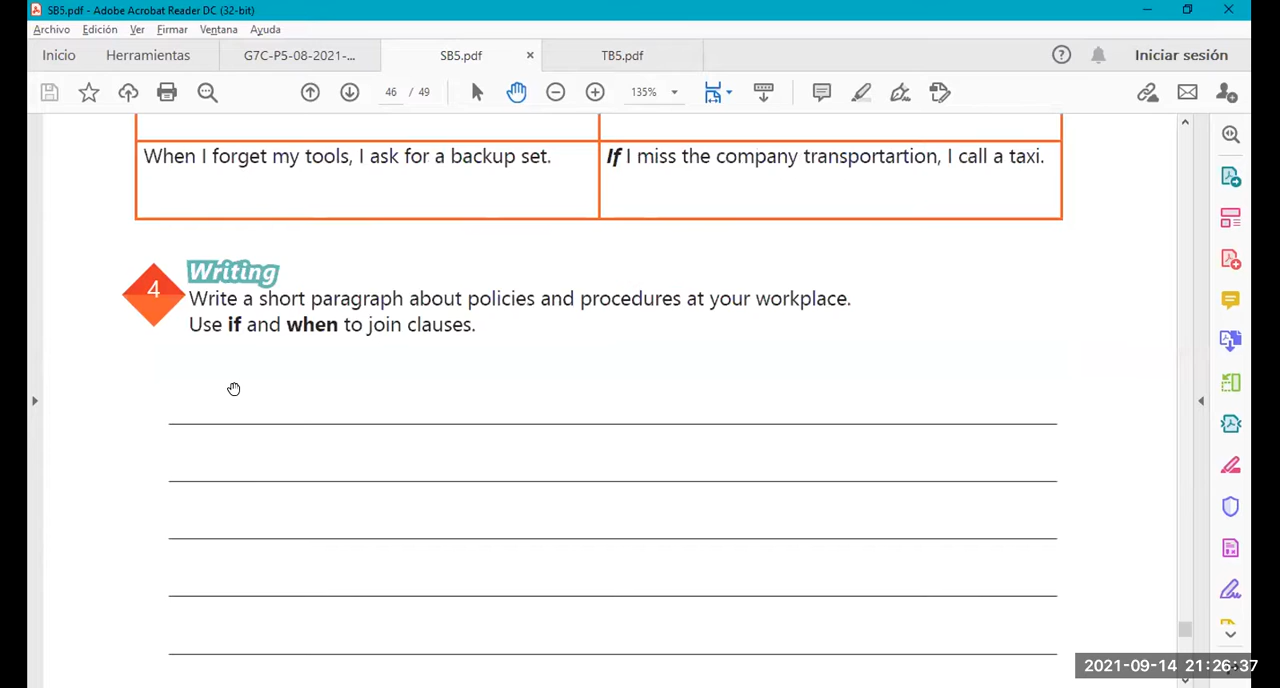 SB5.pdf - Adobe Acrobat Reader DC (32-bit)
Archivo Edición Ver Firmar Ventana Ayuda
Inicio Herramientas G7C-P5-08-2021-... SB5.pdf × TB5.pdf Iniciar sesión
46 / 49 135%
When I forget my tools, I ask for a backup set.
If I miss the company transportartion, I call a taxi.
4
Writing
Write a short paragraph about policies and procedures at your workplace.
Use if and when to join clauses.
2021-09-14 21:26:37